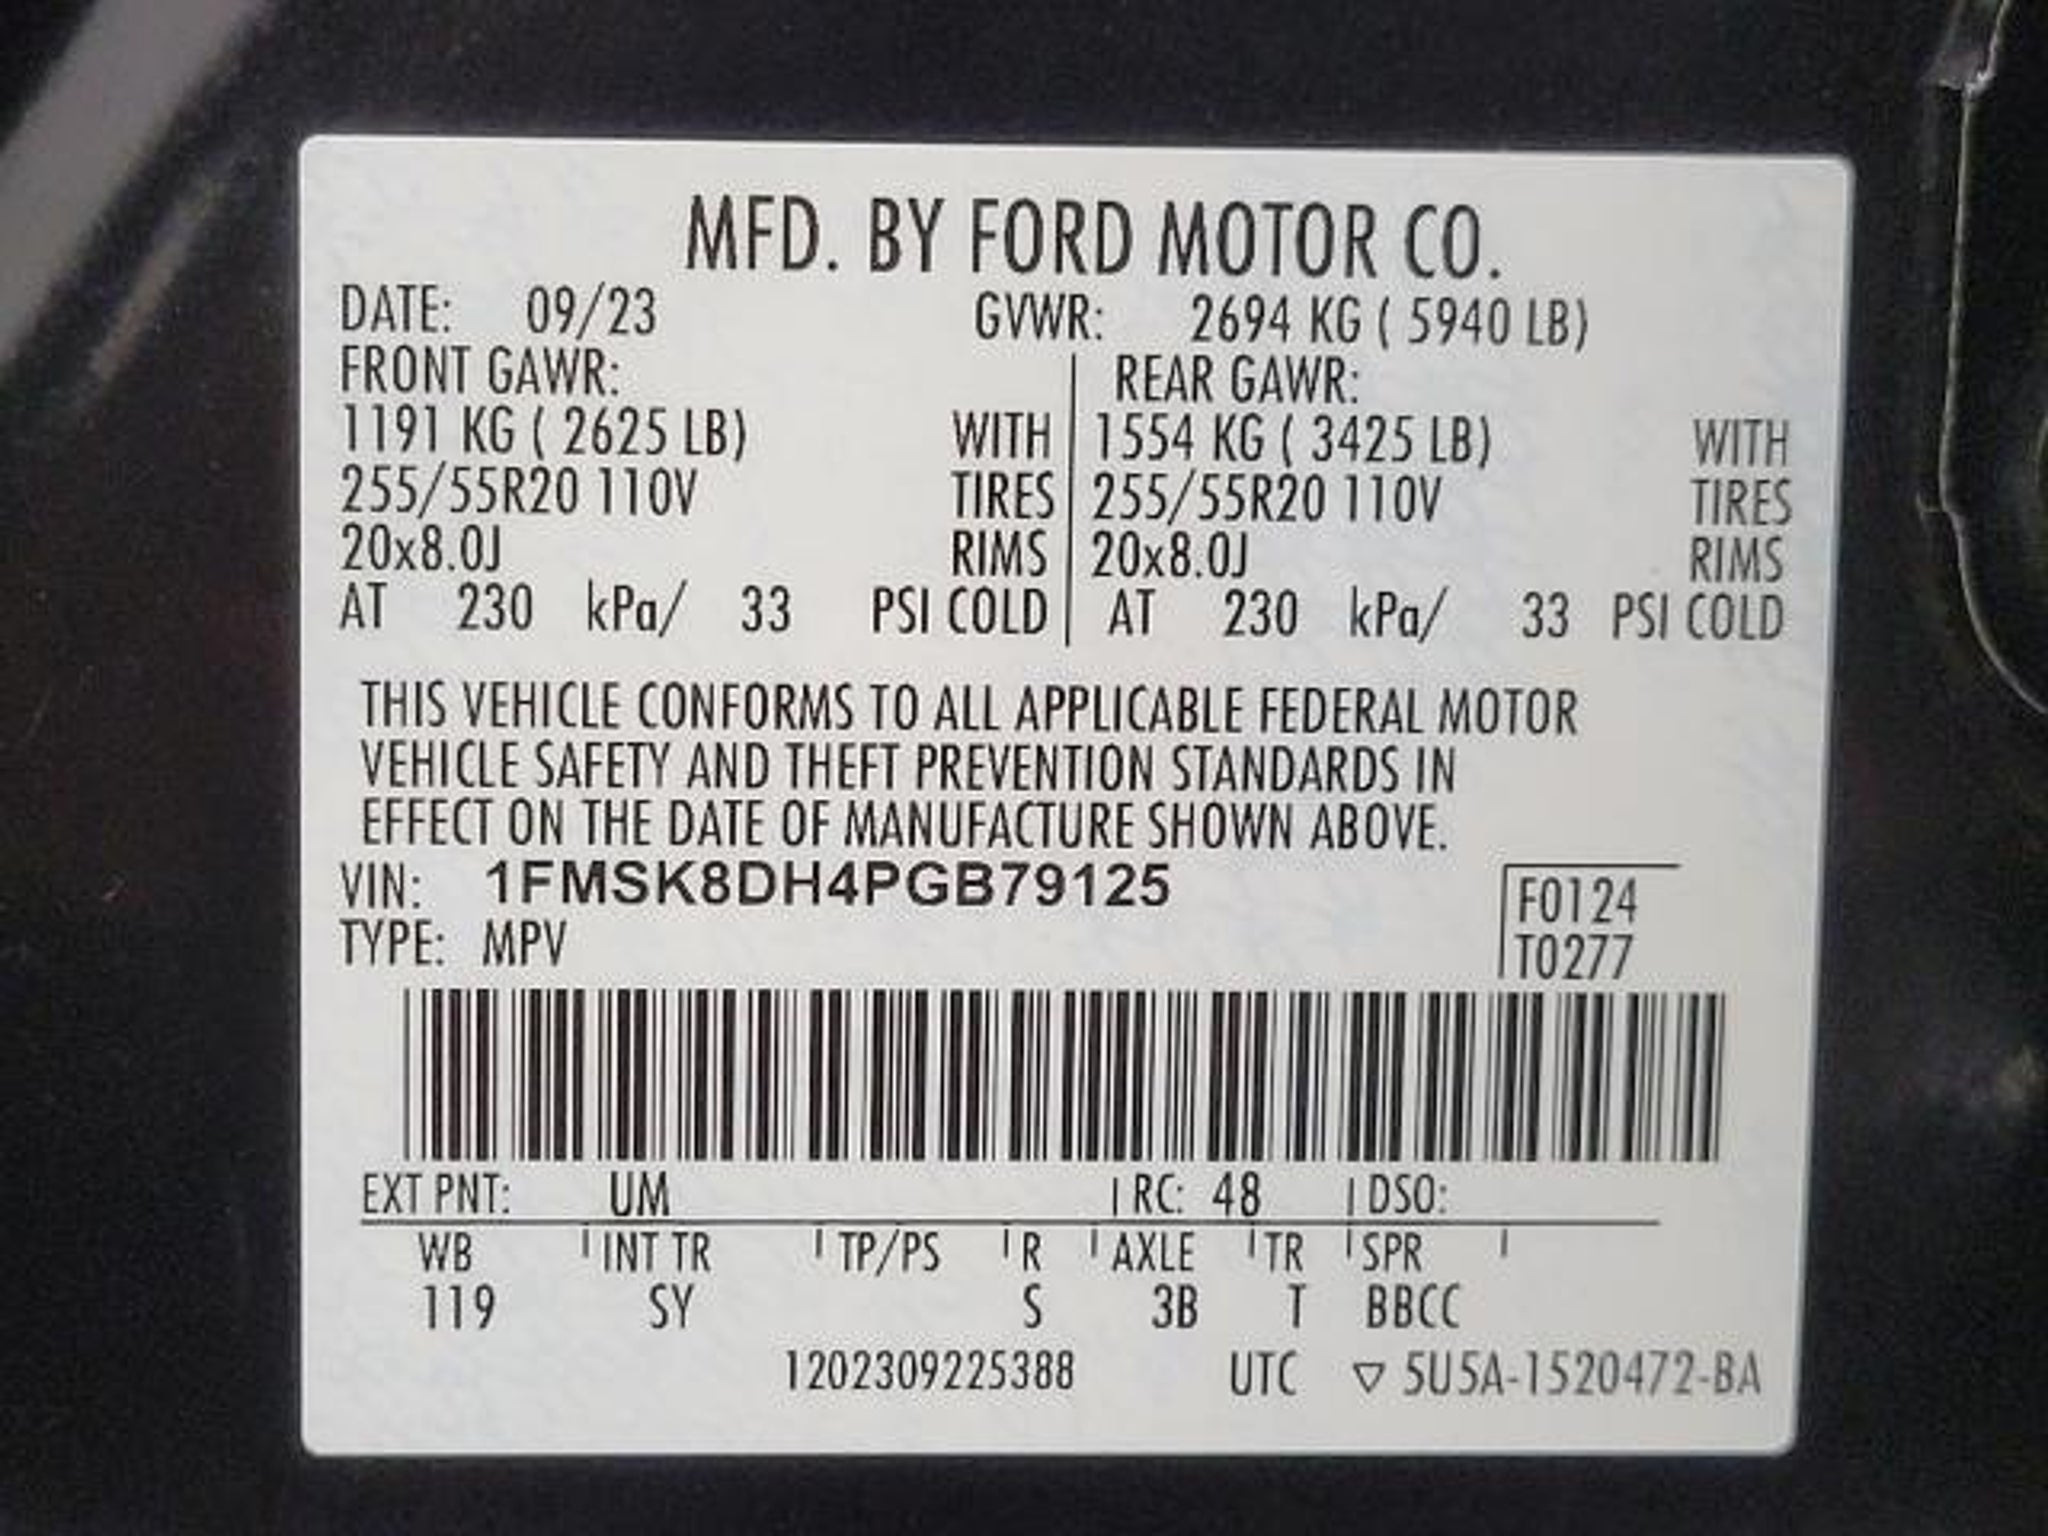 MFD. BY FORD MOTOR CO.
DATE: 09/23 GVWR: 2694 KG ( 5940 LB)
FRONT GAWR: REAR GAWR:
1191 KG ( 2625 LB) WITH 1554 KG ( 3425 LB) WITH
255/55R20 110V TIRES 255/55R20 110V TIRES
20x8.0J RIMS 20x8.0J RIMS
AT 230 kPa/ 33 PSI COLD AT 230 kPa/ 33 PSI COLD
THIS VEHICLE CONFORMS TO ALL APPLICABLE FEDERAL MOTOR
VEHICLE SAFETY AND THEFT PREVENTION STANDARDS IN
EFFECT ON THE DATE OF MANUFACTURE SHOWN ABOVE.
VIN: 1FMSK8DH4PGB79125 F0124
TYPE: MPV T0277
EXT PNT: UM RC: 48 DSO:
WB INT TR TP/PS R AXLE TR SPR
119 SY S 3B T BBCC
1202309225388 UTC ▽ 5U5A-1520472-BA